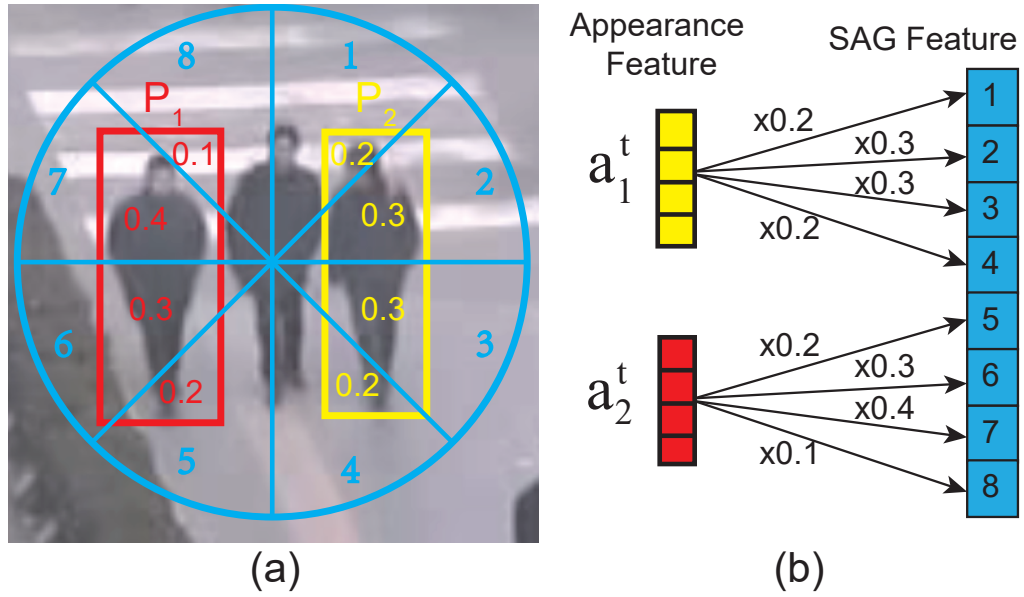 8 1
P1 P2
0.1 0.2
7 2
0.4 0.3
0.3 0.3
6 3
0.2 0.2
5 4
(a)
Appearance
Feature
SAG Feature
a1^t
x0.2
x0.3
x0.3
x0.2
a2^t
x0.2
x0.3
x0.4
x0.1
1
2
3
4
5
6
7
8
(b)